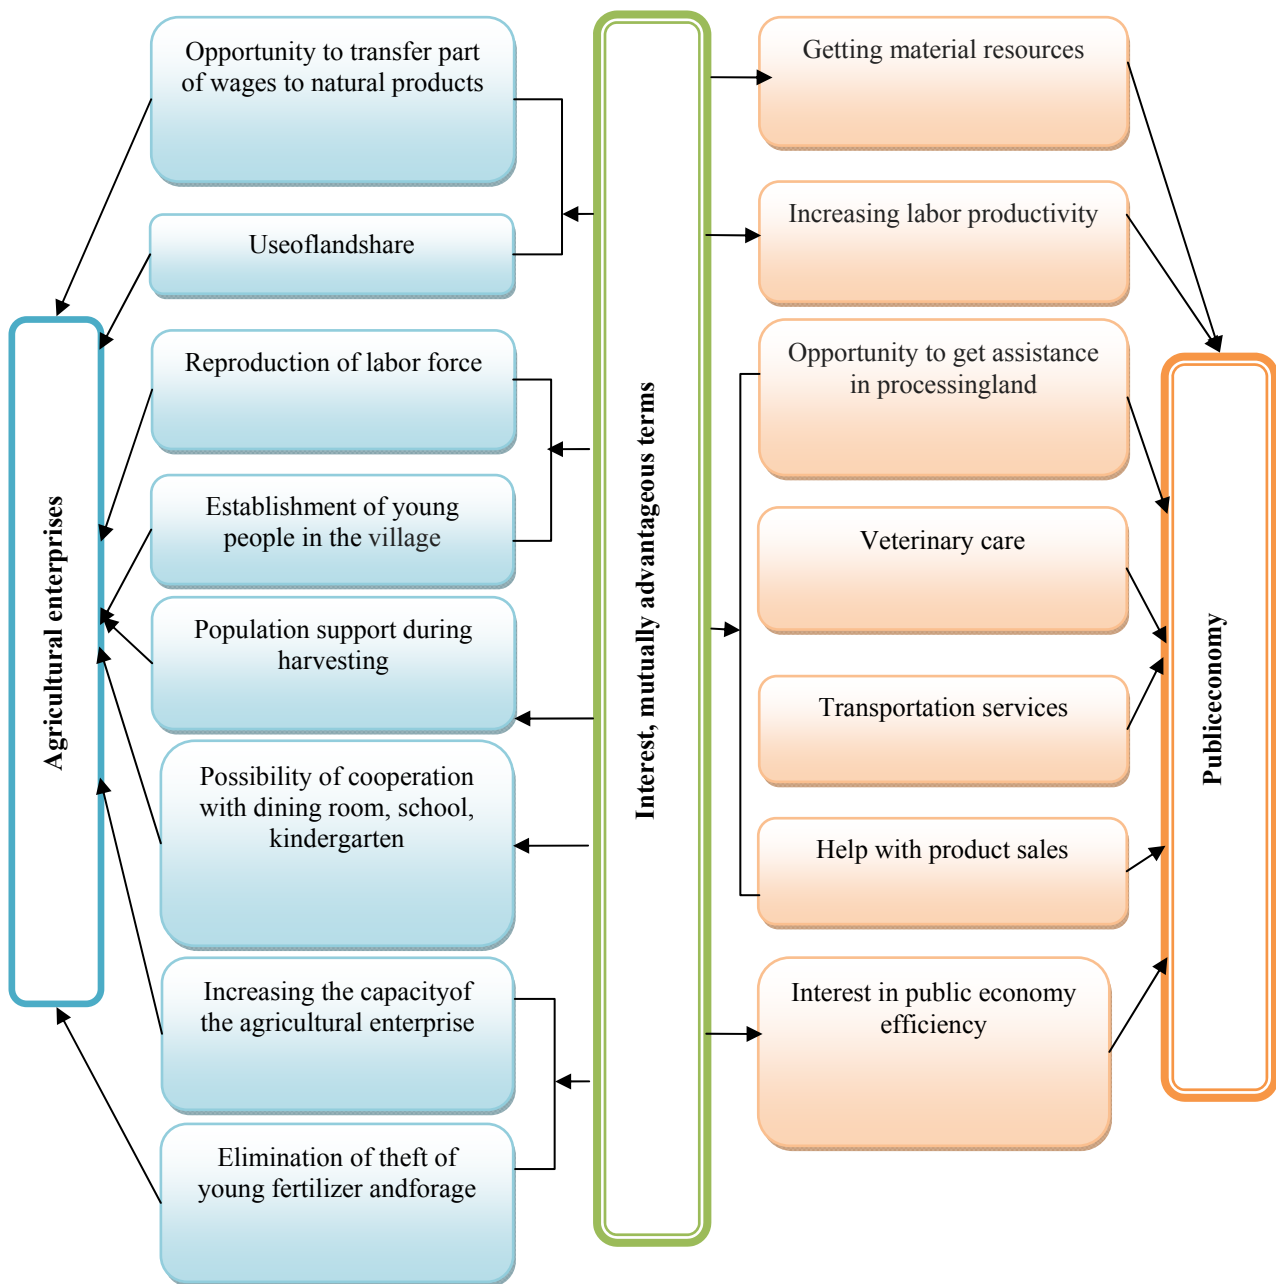 Agricultural enterprises
Opportunity to transfer part
of wages to natural products
Useoflandshare
Reproduction of labor force
Establishment of young
people in the village
Population support during
harvesting
Possibility of cooperation
with dining room, school,
kindergarten
Increasing the capacityof
the agricultural enterprise
Elimination of theft of
young fertilizer andforage
Interest, mutually advantageous terms
Getting material resources
Increasing labor productivity
Opportunity to get assistance
in processingland
Veterinary care
Transportation services
Help with product sales
Interest in public economy
efficiency
Publiceconomy